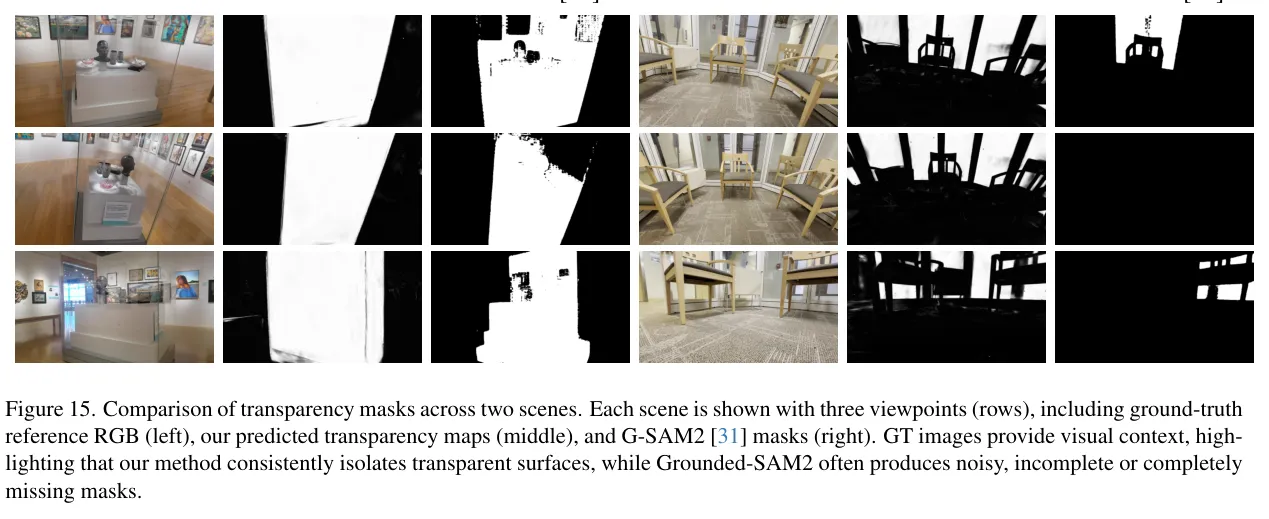 Figure 15. Comparison of transparency masks across two scenes. Each scene is shown with three viewpoints (rows), including ground-truth
reference RGB (left), our predicted transparency maps (middle), and G-SAM2 [31] masks (right). GT images provide visual context, high-
lighting that our method consistently isolates transparent surfaces, while Grounded-SAM2 often produces noisy, incomplete or completely
missing masks.